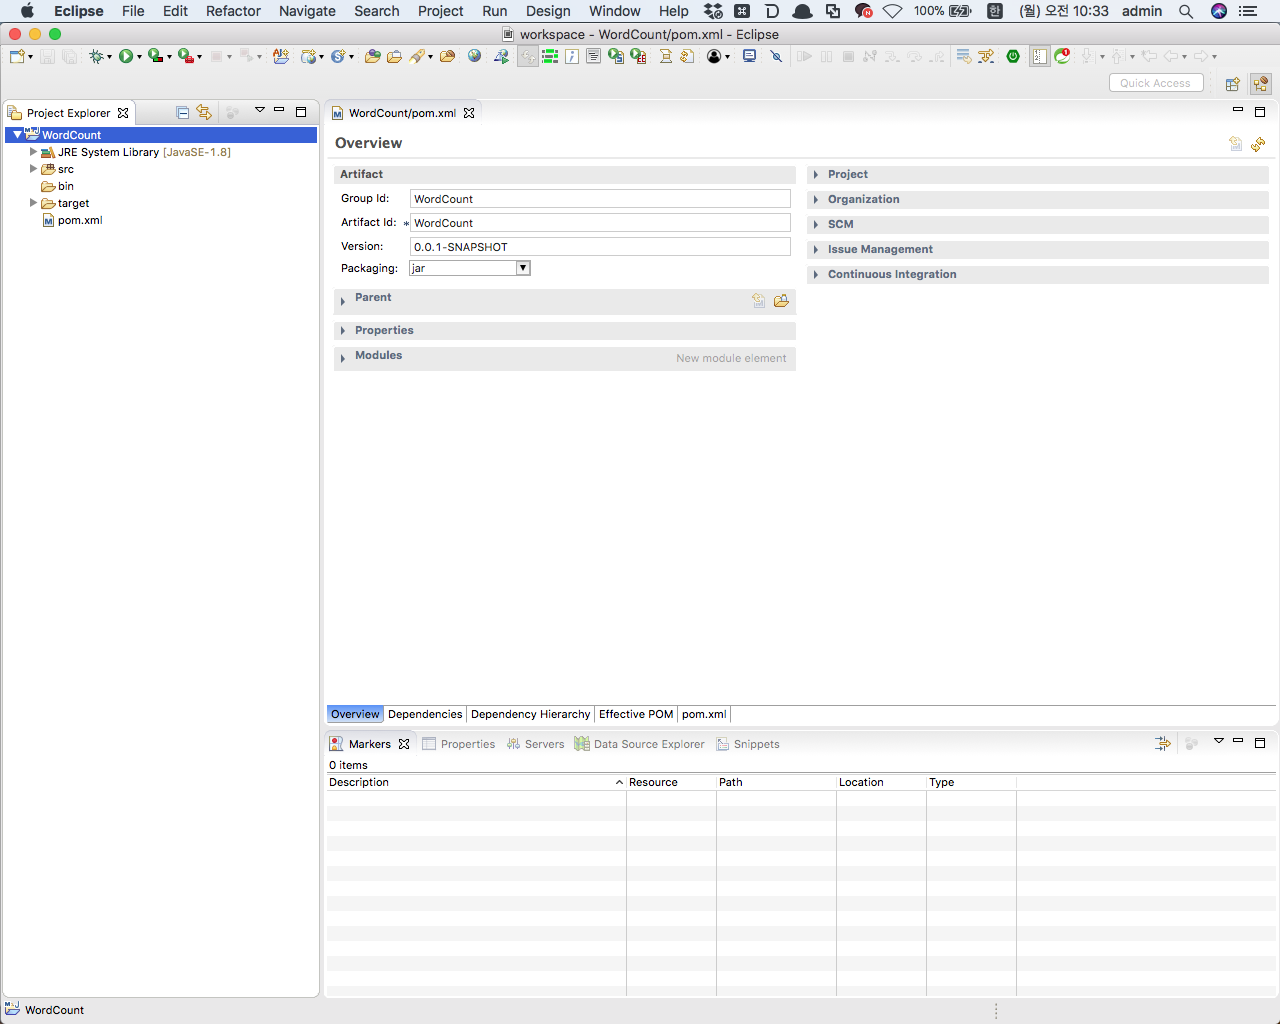 Eclipse File Edit Refactor Navigate Search Project Run Design Window Help 100% 한 (월) 오전 10:33 admin
workspace - WordCount/pom.xml - Eclipse
Quick Access
Project Explorer
WordCount
JRE System Library [JavaSE-1.8]
src
bin
target
pom.xml
WordCount/pom.xml
Overview
Artifact
Group Id: WordCount
Artifact Id: * WordCount
Version: 0.0.1-SNAPSHOT
Packaging: jar
Parent
Properties
Modules New module element
Project
Organization
SCM
Issue Management
Continuous Integration
Overview Dependencies Dependency Hierarchy Effective POM pom.xml
Markers Properties Servers Data Source Explorer Snippets
0 items
Description Resource Path Location Type
WordCount